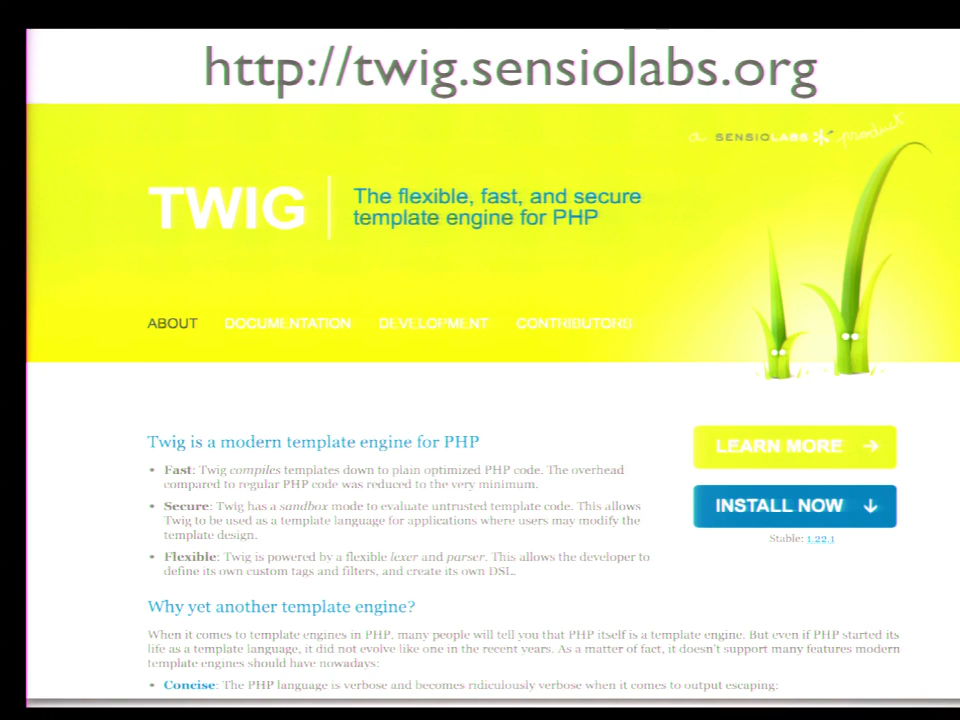 http://twig.sensiolabs.org
a SENSIOLABS product
TWIG
The flexible, fast, and secure
template engine for PHP
ABOUT DOCUMENTATION DEVELOPMENT CONTRIBUTORS
Twig is a modern template engine for PHP
• Fast: Twig compiles templates down to plain optimized PHP code. The overhead
compared to regular PHP code was reduced to the very minimum.
• Secure: Twig has a sandbox mode to evaluate untrusted template code. This allows
Twig to be used as a template language for applications where users may modify the
template design.
• Flexible: Twig is powered by a flexible lexer and parser. This allows the developer to
define its own custom tags and filters, and create its own DSL.
LEARN MORE →
INSTALL NOW ↓
Stable: 1.22.1
Why yet another template engine?
When it comes to template engines in PHP, many people will tell you that PHP itself is a template engine. But even if PHP started its
life as a template language, it did not evolve like one in the recent years. As a matter of fact, it doesn't support many features modern
template engines should have nowadays:
• Concise: The PHP language is verbose and becomes ridiculously verbose when it comes to output escaping: